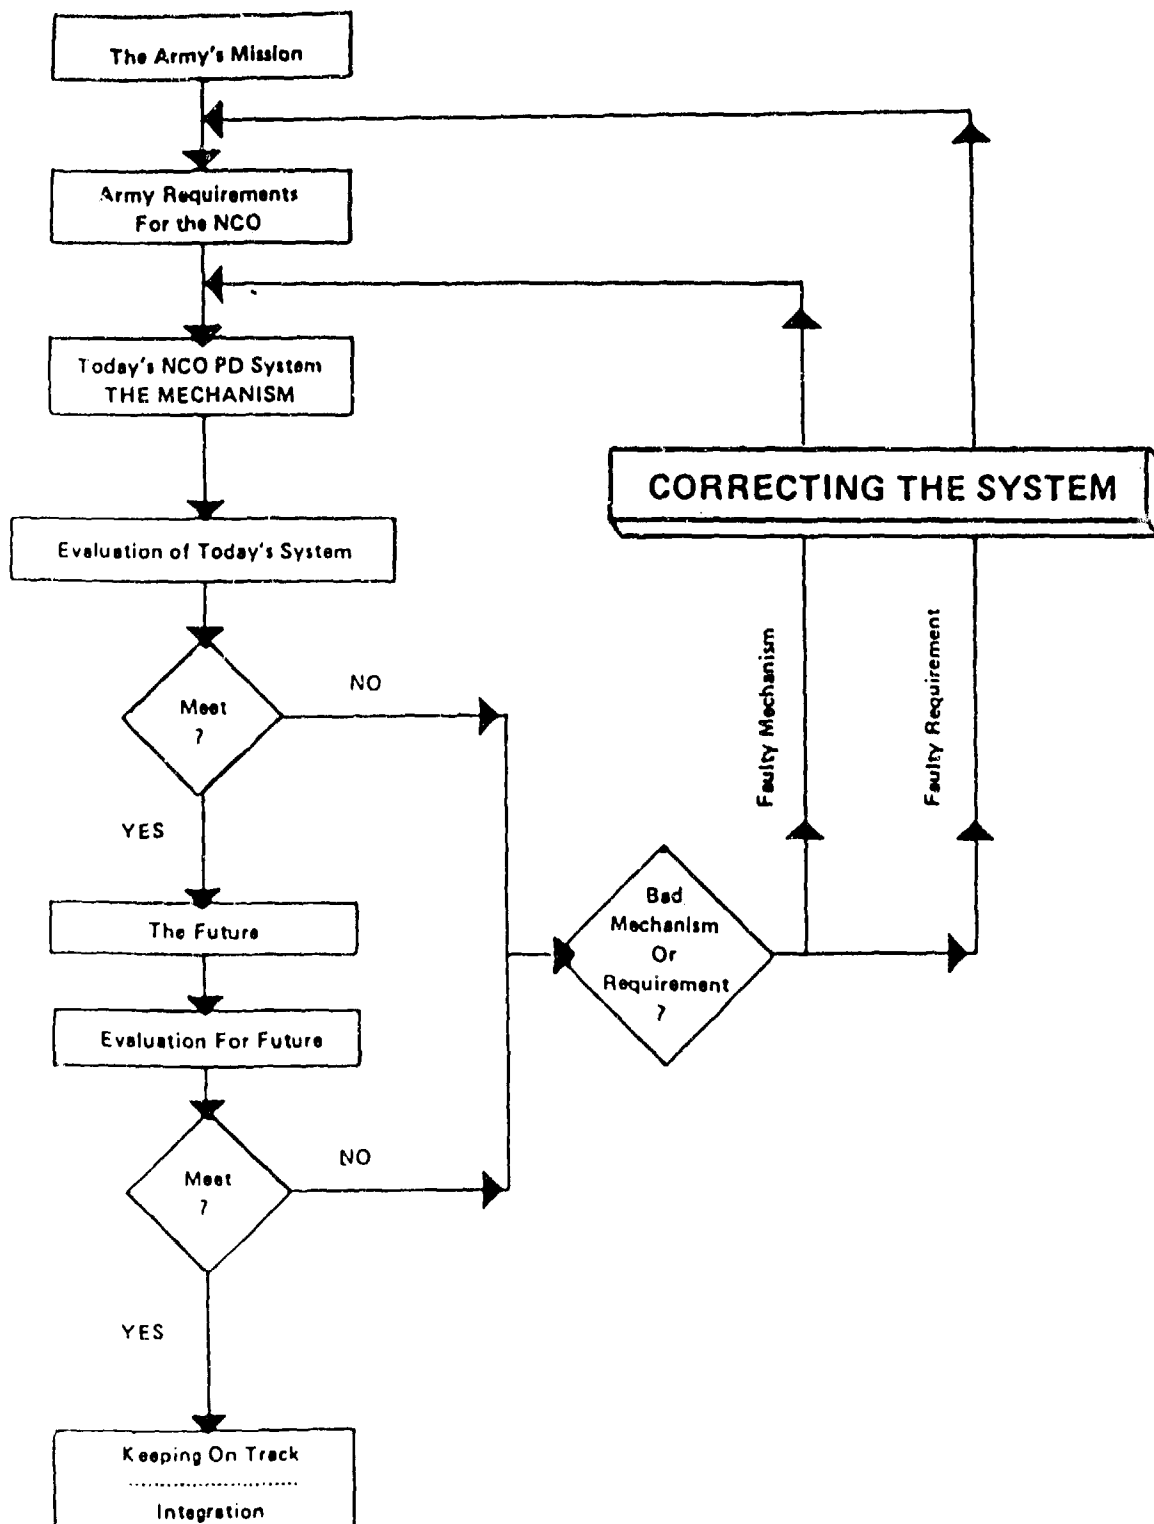 The Army's Mission
Army Requirements
For the NCO
Today's NCO PD System
THE MECHANISM
CORRECTING THE SYSTEM
Evaluation of Today's System
Faulty Mechanism
Faulty Requirement
Meet
?
NO
YES
The Future
Bad
Mechanism
Or
Requirement
?
Evaluation For Future
Meet
?
NO
YES
Keeping On Track
Integration